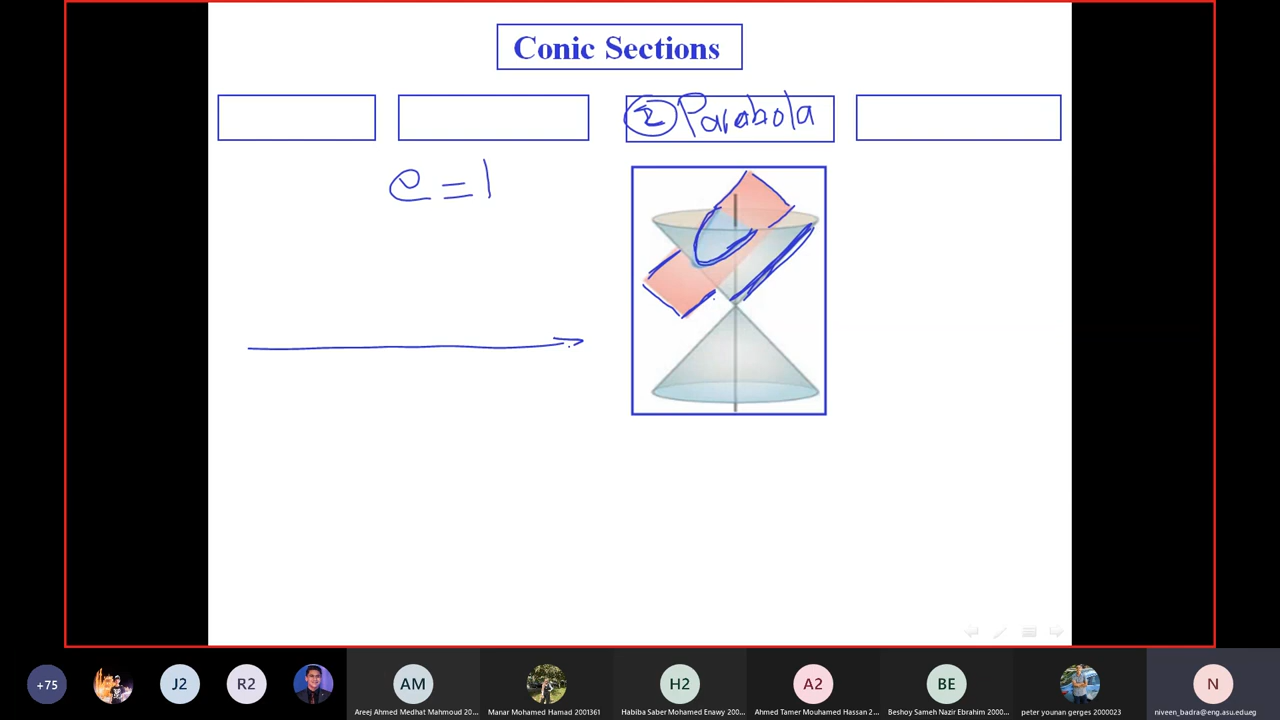 Conic Sections
② Parabola
e = 1
+75
J2
R2
AM
H2
A2
BE
N
Areej Ahmed Medhat Mahmoud 20...
Manar Mohamed Hamad 2001361
Habiba Saber Mohamed Enawy 200...
Ahmed Tamer Mouhamed Hassan 2...
Beshoy Sameh Nazir Ebrahim 2000...
peter younan gerges 2000023
niveen_badra@eng.asu.edu.eg